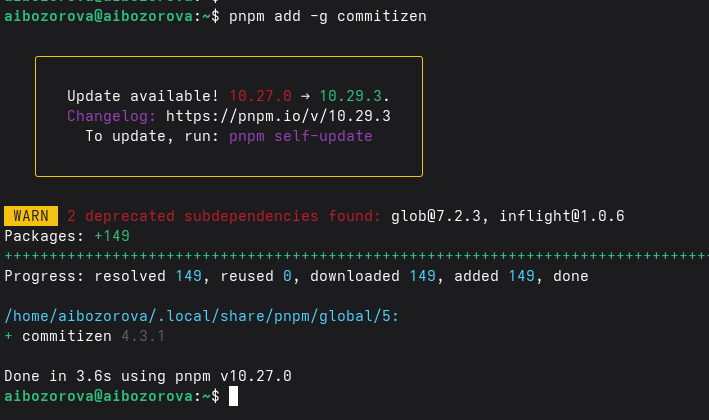 aibozorova@aibozorova:~$ pnpm add -g commitizen
Update available! 10.27.0 → 10.29.3.
Changelog: https://pnpm.io/v/10.29.3
To update, run: pnpm self-update
WARN 2 deprecated subdependencies found: glob@7.2.3, inflight@1.0.6
Packages: +149
++++++++++++++++++++++++++++++++++++++++++++++++++++++++++++++++++++++++++++++++++++++++
Progress: resolved 149, reused 0, downloaded 149, added 149, done
/home/aibozorova/.local/share/pnpm/global/5:
+ commitizen 4.3.1
Done in 3.6s using pnpm v10.27.0
aibozorova@aibozorova:~$